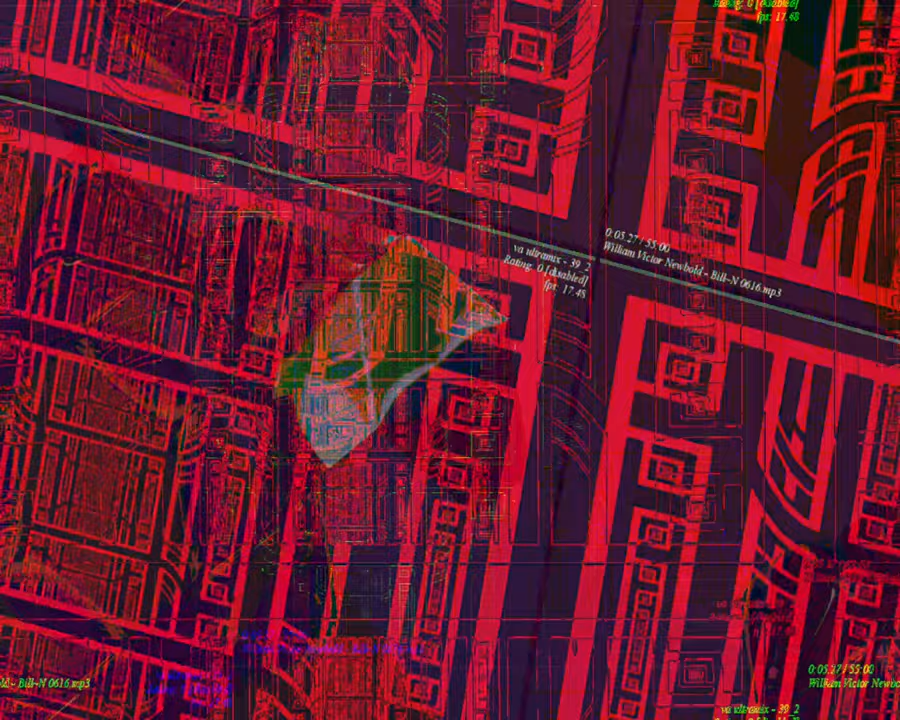 Rating: 0 [disabled]
fps: 17.48
0:05.27 / 55:00
William Victor Newbold - Bill-N 0616.mp3
va ultramix - 39_2
Rating: 0 [disabled]
fps: 17.48
0:05.27 / 55:00
William Victor Newbo
ld - Bill-N 0616.mp3
va ultramix - 39_2